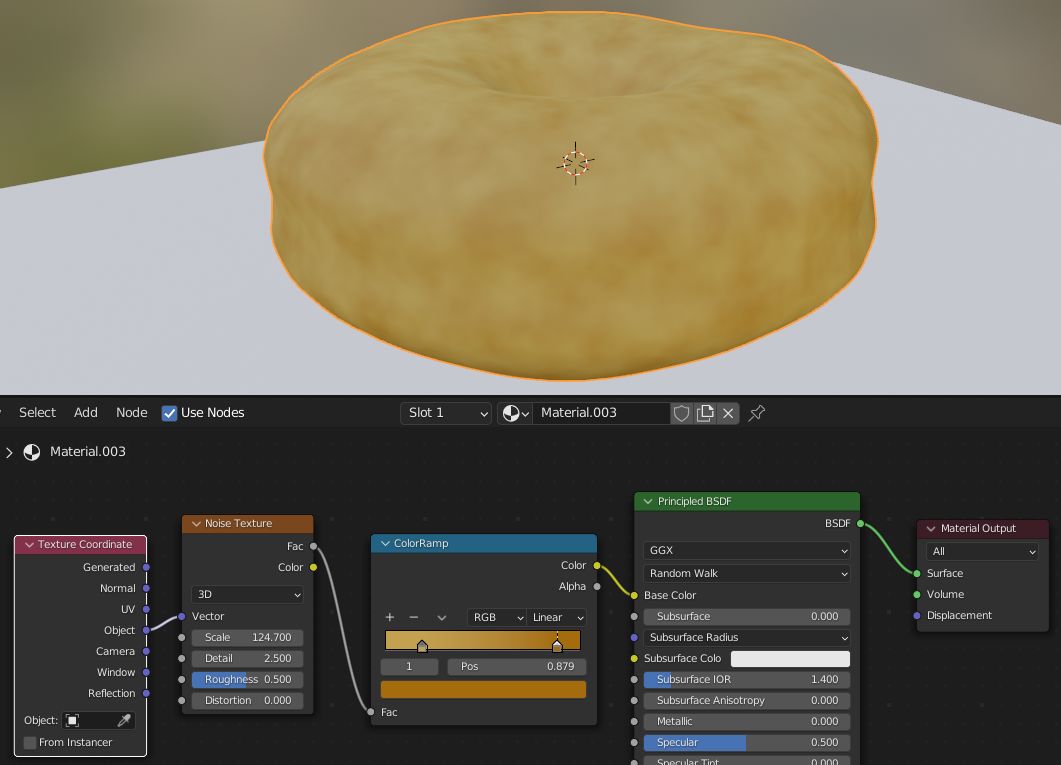 Select Add Node Use Nodes Slot 1 Material.003
Material.003
Texture Coordinate
Generated
Normal
UV
Object
Camera
Window
Reflection
Object:
From Instancer
Noise Texture
Fac
Color
3D
Vector
Scale 124.700
Detail 2.500
Roughness 0.500
Distortion 0.000
ColorRamp
Color
Alpha
RGB Linear
1 Pos 0.879
Fac
Principled BSDF
BSDF
GGX
Random Walk
Base Color
Subsurface 0.000
Subsurface Radius
Subsurface Colo
Subsurface IOR 1.400
Subsurface Anisotropy 0.000
Metallic 0.000
Specular 0.500
Specular Tint 0.000
Material Output
All
Surface
Volume
Displacement